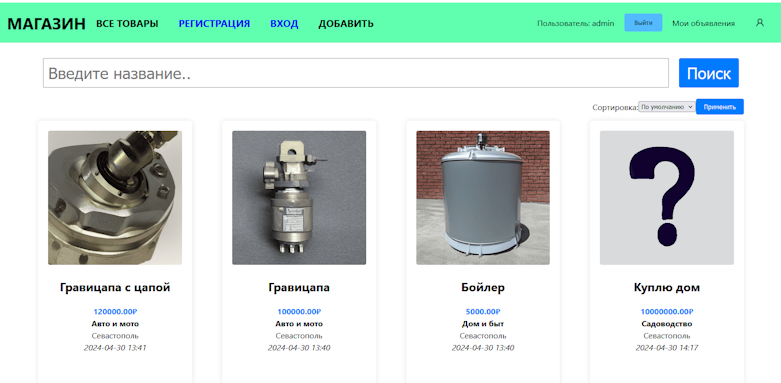 МАГАЗИН ВСЕ ТОВАРЫ РЕГИСТРАЦИЯ ВХОД ДОБАВИТЬ Пользователь: admin Выйти Мои объявления
Введите название.. Поиск
Сортировка: По умолчанию Применить
Гравицапа с цапой Гравицапа Бойлер Куплю дом
120000.00₽ 100000.00₽ 5000.00₽ 10000000.00₽
Авто и мото Авто и мото Дом и быт Садоводство
Севастополь Севастополь Севастополь Севастополь
2024-04-30 13:41 2024-04-30 13:40 2024-04-30 13:40 2024-04-30 14:17